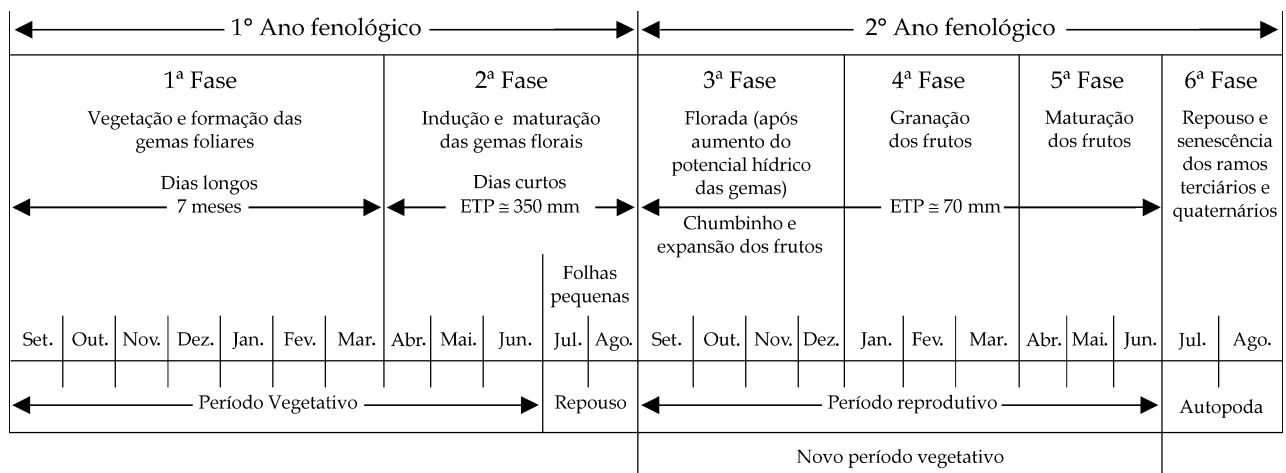 1° Ano fenológico
2° Ano fenológico
1ª Fase
Vegetação e formação das
gemas foliares
Dias longos
7 meses
2ª Fase
Indução e maturação
das gemas florais
Dias curtos
ETP ≅ 350 mm
Folhas
pequenas
3ª Fase
Florada (após
aumento do
potencial hídrico
das gemas)
Chumbinho e
expansão dos frutos
4ª Fase
Granação
dos frutos
ETP ≅ 70 mm
5ª Fase
Maturação
dos frutos
6ª Fase
Repouso e
senescência
dos ramos
terciários e
quaternários
Set. Out. Nov. Dez. Jan. Fev. Mar. Abr. Mai. Jun. Jul. Ago. Set. Out. Nov. Dez. Jan. Fev. Mar. Abr. Mai. Jun. Jul. Ago.
Período Vegetativo
Repouso
Período reprodutivo
Autopoda
Novo período vegetativo